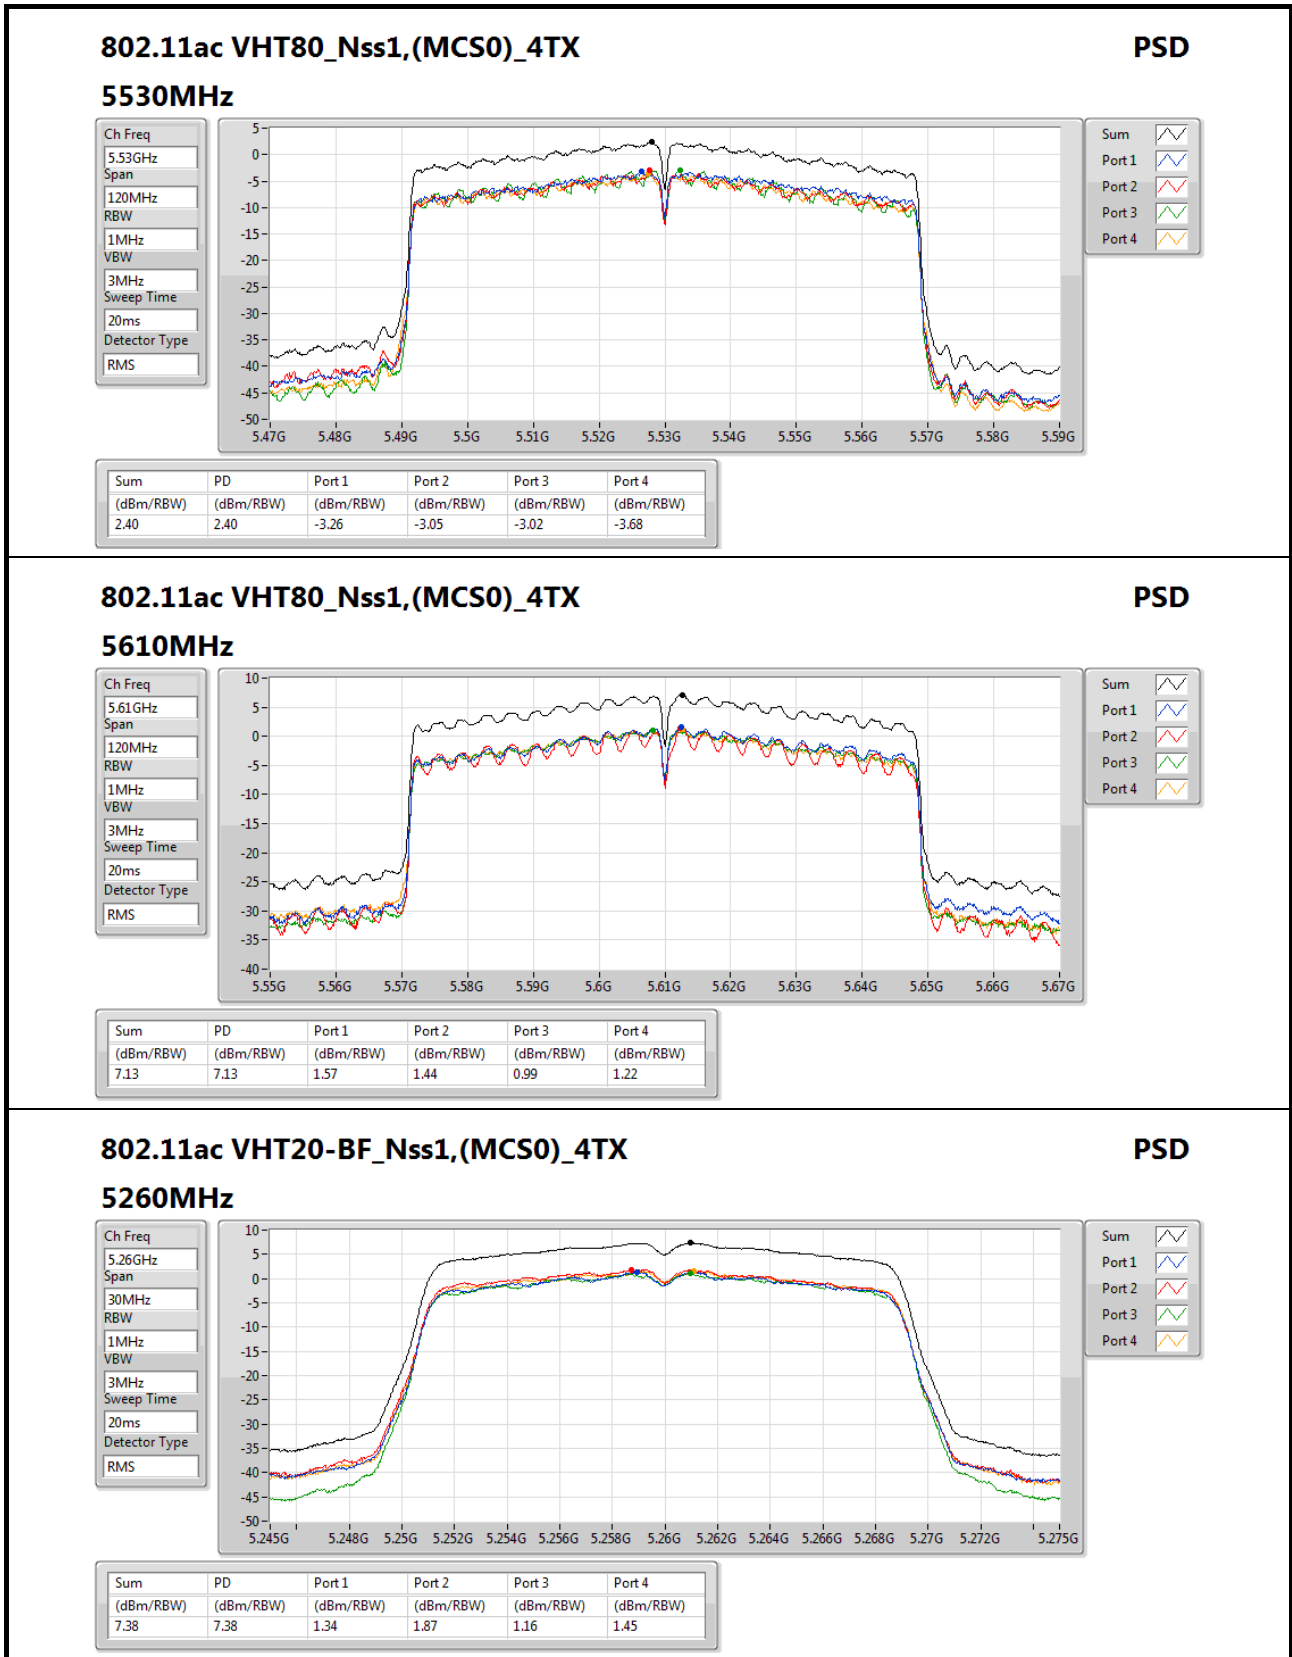 802.11ac VHT80_Nss1,(MCS0)_4TX PSD
5530MHz
Ch Freq
5.53GHz
Span
120MHz
RBW
1MHz
VBW
3MHz
Sweep Time
20ms
Detector Type
RMS
5
0
-5
-10
-15
-20
-25
-30
-35
-40
-45
-50
5.47G 5.48G 5.49G 5.5G 5.51G 5.52G 5.53G 5.54G 5.55G 5.56G 5.57G 5.58G 5.59G
Sum
Port 1
Port 2
Port 3
Port 4
Sum PD Port 1 Port 2 Port 3 Port 4
(dBm/RBW) (dBm/RBW) (dBm/RBW) (dBm/RBW) (dBm/RBW) (dBm/RBW)
2.40 2.40 -3.26 -3.05 -3.02 -3.68
802.11ac VHT80_Nss1,(MCS0)_4TX PSD
5610MHz
Ch Freq
5.61GHz
Span
120MHz
RBW
1MHz
VBW
3MHz
Sweep Time
20ms
Detector Type
RMS
10
5
0
-5
-10
-15
-20
-25
-30
-35
-40
5.55G 5.56G 5.57G 5.58G 5.59G 5.6G 5.61G 5.62G 5.63G 5.64G 5.65G 5.66G 5.67G
Sum
Port 1
Port 2
Port 3
Port 4
Sum PD Port 1 Port 2 Port 3 Port 4
(dBm/RBW) (dBm/RBW) (dBm/RBW) (dBm/RBW) (dBm/RBW) (dBm/RBW)
7.13 7.13 1.57 1.44 0.99 1.22
802.11ac VHT20-BF_Nss1,(MCS0)_4TX PSD
5260MHz
Ch Freq
5.26GHz
Span
30MHz
RBW
1MHz
VBW
3MHz
Sweep Time
20ms
Detector Type
RMS
10
5
0
-5
-10
-15
-20
-25
-30
-35
-40
-45
-50
5.245G 5.248G 5.25G 5.252G 5.254G 5.256G 5.258G 5.26G 5.262G 5.264G 5.266G 5.268G 5.27G 5.272G 5.275G
Sum
Port 1
Port 2
Port 3
Port 4
Sum PD Port 1 Port 2 Port 3 Port 4
(dBm/RBW) (dBm/RBW) (dBm/RBW) (dBm/RBW) (dBm/RBW) (dBm/RBW)
7.38 7.38 1.34 1.87 1.16 1.45